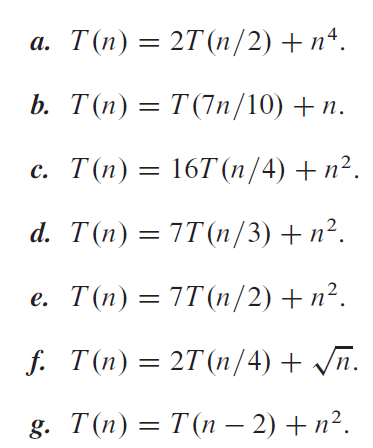 a. T(n) = 2T(n/2) + n⁴.
b. T(n) = T(7n/10) + n.
c. T(n) = 16T(n/4) + n².
d. T(n) = 7T(n/3) + n².
e. T(n) = 7T(n/2) + n².
f. T(n) = 2T(n/4) + √n.
g. T(n) = T(n − 2) + n².